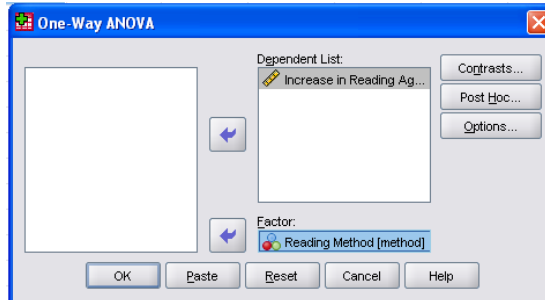 One-Way ANOVA
Dependent List:
Increase in Reading Ag...
Contrasts...
Post Hoc...
Options...
Factor:
Reading Method [method]
OK Paste Reset Cancel Help